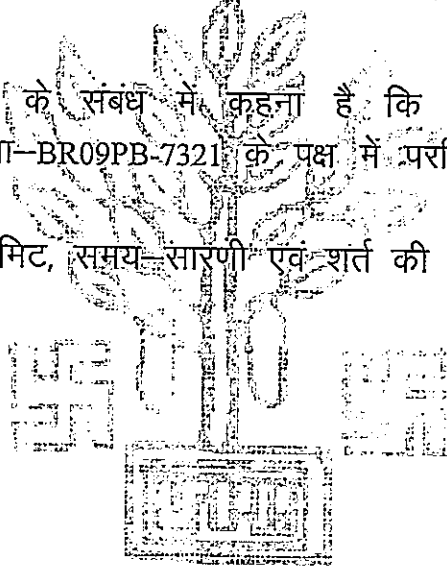 के संबंध में कहना है कि
ा–BR09PB-7321 के पक्ष में पर्
मिट, समय–सारणी एवं शर्त की